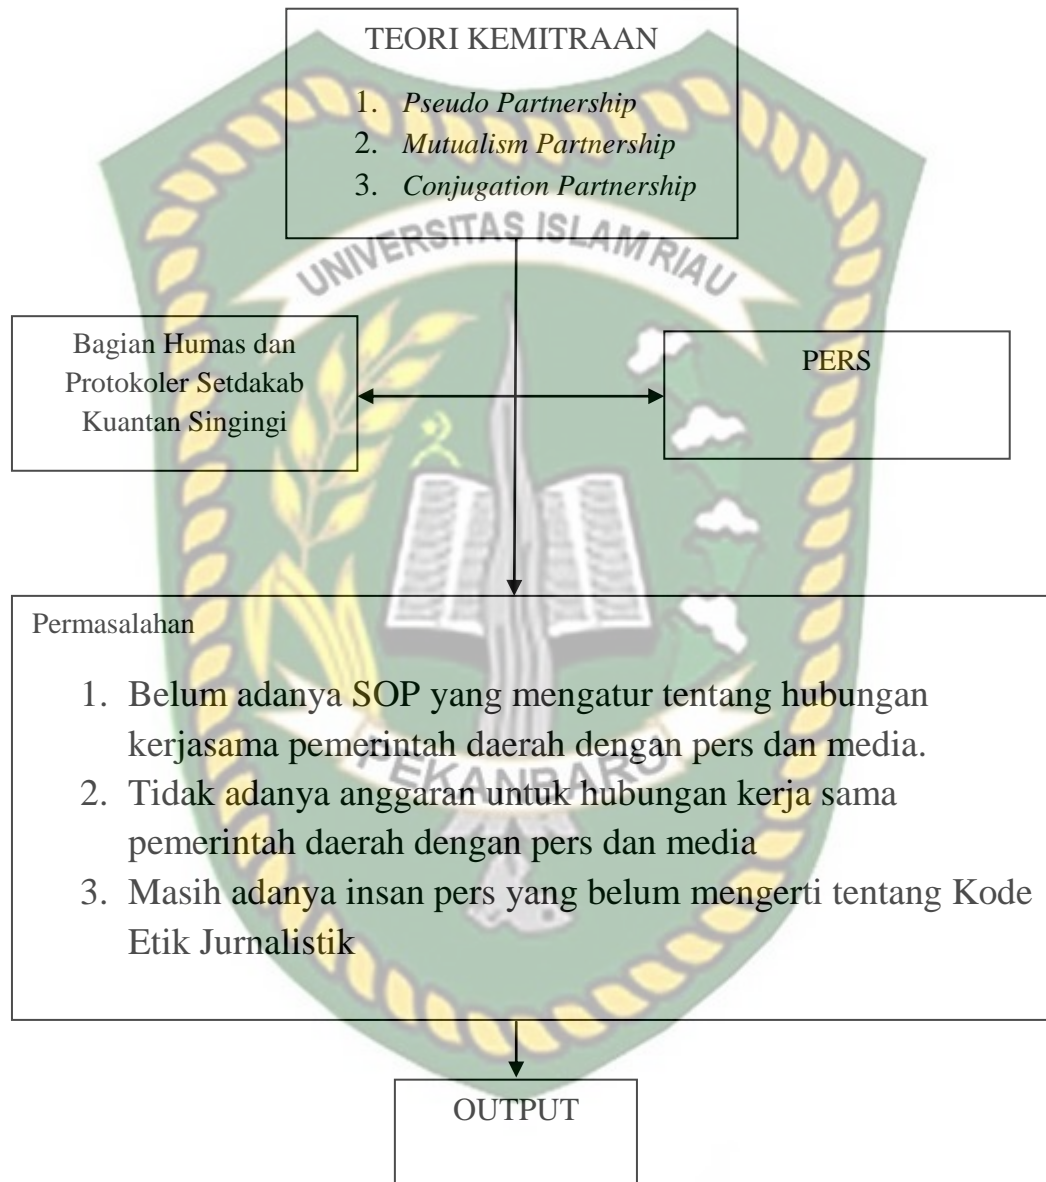 TEORI KEMITRAAN
1. Pseudo Partnership
2. Mutualism Partnership
3. Conjugation Partnership
UNIVERSITAS ISLAM RIAU
Bagian Humas dan
Protokoler Setdakab
Kuantan Singingi
PERS
Permasalahan
1. Belum adanya SOP yang mengatur tentang hubungan
kerjasama pemerintah daerah dengan pers dan media.
2. Tidak adanya anggaran untuk hubungan kerja sama
pemerintah daerah dengan pers dan media
3. Masih adanya insan pers yang belum mengerti tentang Kode
Etik Jurnalistik
PEKANBARU
OUTPUT